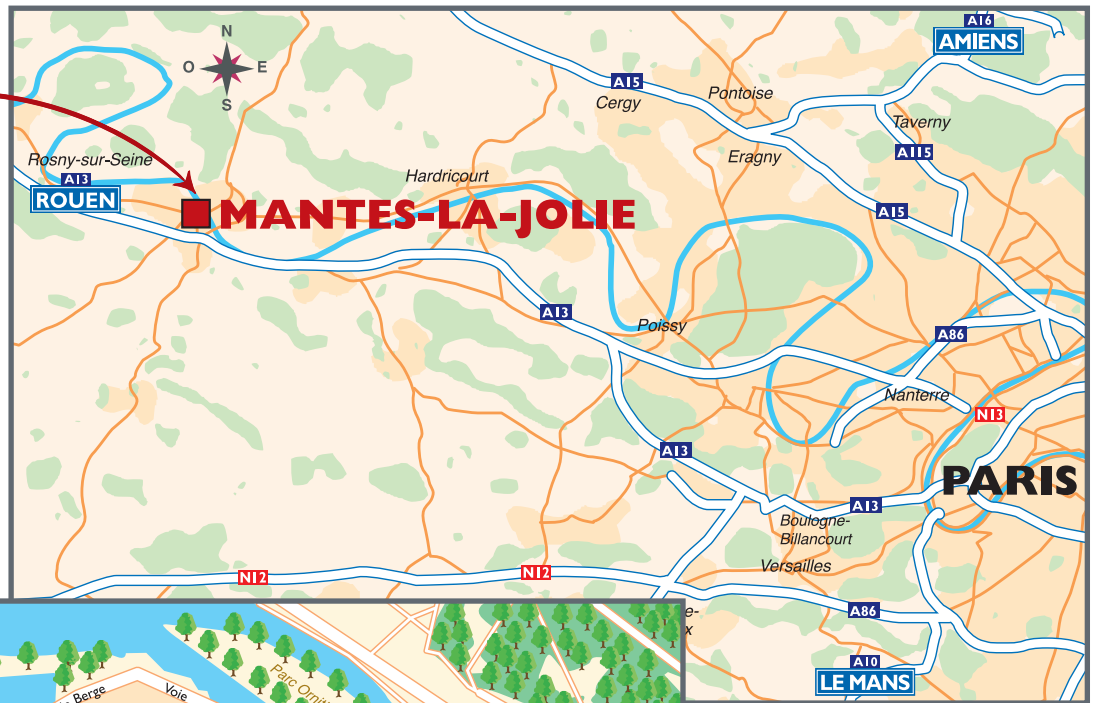 N
O
E
S
A16
AMIENS
A15
Cergy
Pontoise
Taverny
A115
Eragny
Rosny-sur-Seine
A13
ROUEN
Hardricourt
MANTES-LA-JOLIE
A15
A13
Poissy
A86
Nanterre
N13
A13
PARIS
A13
Boulogne-
Billancourt
Versailles
N12
N12
e-
x
A86
A10
LE MANS
Berge
Voie
Parc Ornit